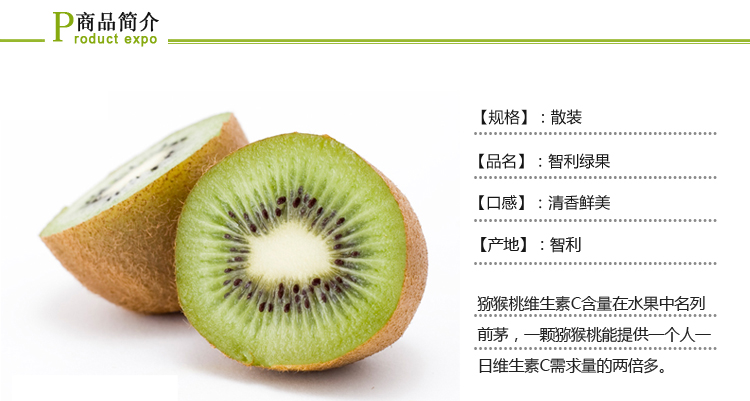 商品简介
Product expo
【规格】：散装
【品名】：智利绿果
【口感】：清香鲜美
【产地】：智利
猕猴桃维生素C含量在水果中名列
前茅，一颗猕猴桃能提供一个人一
日维生素C需求量的两倍多。